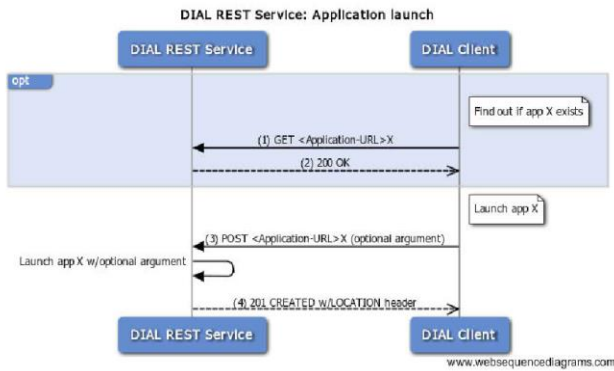 DIAL REST Service: Application launch
DIAL REST Service
DIAL Client
opt
Find out if app X exists
(1) GET <Application-URL>X
(2) 200 OK
Launch app X
(3) POST <Application-URL>X (optional argument)
Launch app X w/optional argument
(4) 201 CREATED w/LOCATION header
DIAL REST Service
DIAL Client
www.websequencediagrams.com